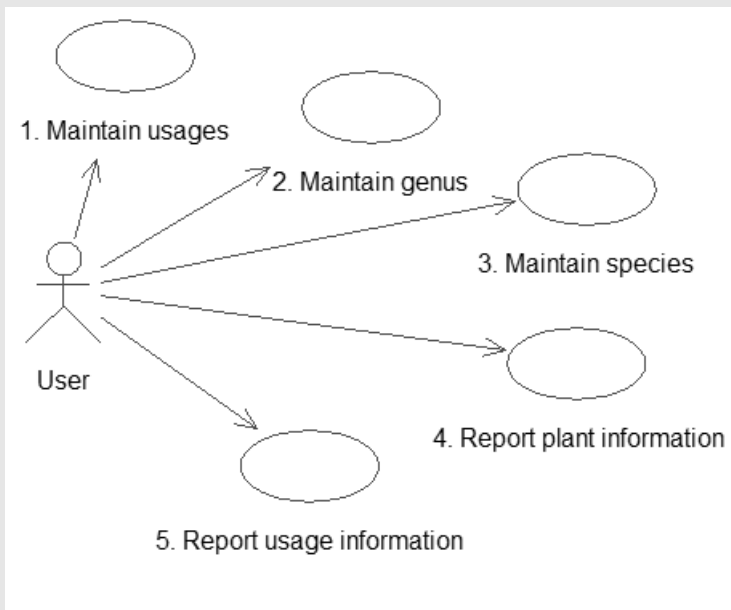 1. Maintain usages
2. Maintain genus
3. Maintain species
User
4. Report plant information
5. Report usage information